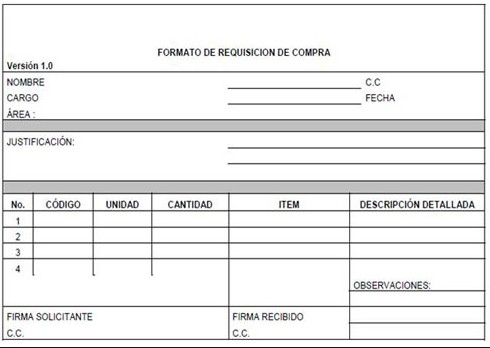 FORMATO DE REQUISICION DE COMPRA
Versión 1.0
NOMBRE C.C
CARGO FECHA
ÁREA :
JUSTIFICACIÓN:
No. CÓDIGO UNIDAD CANTIDAD ITEM DESCRIPCIÓN DETALLADA
1
2
3
4
OBSERVACIONES:
FIRMA SOLICITANTE FIRMA RECIBIDO
C.C. C.C.